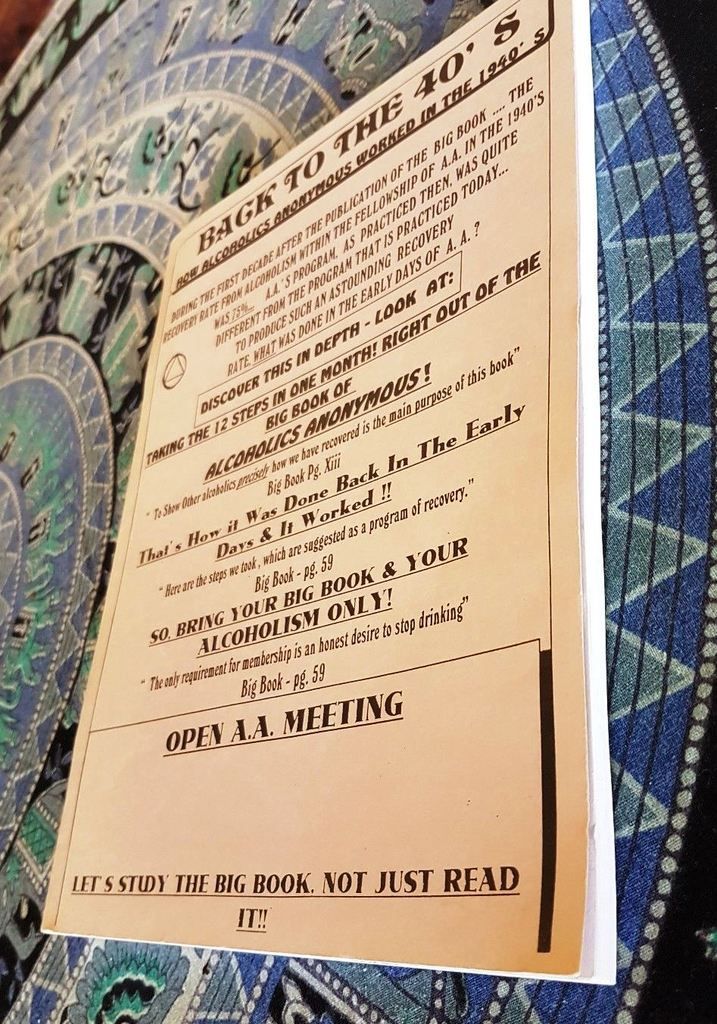 BACK TO THE 40' S
HOW ALCOHOLICS ANONYMOUS WORKED IN THE 1940' S
DURING THE FIRST DECADE AFTER THE PUBLICATION OF THE BIG BOOK .... THE
RECOVERY RATE FROM ALCOHOLISM WITHIN THE FELLOWSHIP OF A.A. IN THE 1940'S
WAS 75%... A.A.'S PROGRAM, AS PRACTICED THEN, WAS QUITE
DIFFERENT FROM THE PROGRAM THAT IS PRACTICED TODAY...
TO PRODUCE SUCH AN ASTOUNDING RECOVERY
RATE, WHAT WAS DONE IN THE EARLY DAYS OF A. A. ?
DISCOVER THIS IN DEPTH - LOOK AT:
TAKING THE 12 STEPS IN ONE MONTH! RIGHT OUT OF THE
BIG BOOK OF
ALCOHOLICS ANONYMOUS !
" To Show Other alcoholics precisely how we have recovered is the main purpose of this book"
Big Book Pg. Xiii
That's How it Was Done Back In The Early
Days & It Worked !!
" Here are the steps we took , which are suggested as a program of recovery."
Big Book - pg. 59
SO, BRING YOUR BIG BOOK & YOUR
ALCOHOLISM ONLY!
" The only requirement for membership is an honest desire to stop drinking"
Big Book - pg. 59
OPEN A.A. MEETING
LET'S STUDY THE BIG BOOK, NOT JUST READ
IT!!